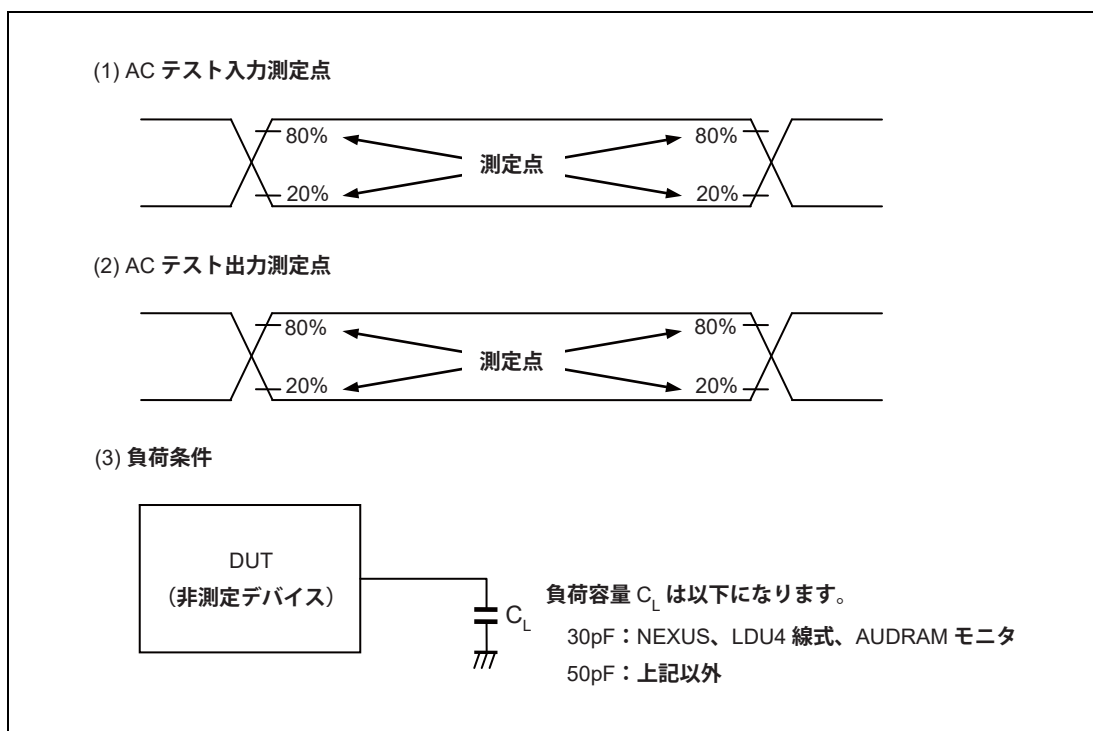 (1) AC テスト入力測定点
80% 80%
測定点
20% 20%
(2) AC テスト出力測定点
80% 80%
測定点
20% 20%
(3) 負荷条件
DUT
（非測定デバイス）
CL
負荷容量 CL は以下になります。
30pF：NEXUS、LDU4 線式、AUDRAM モニタ
50pF：上記以外